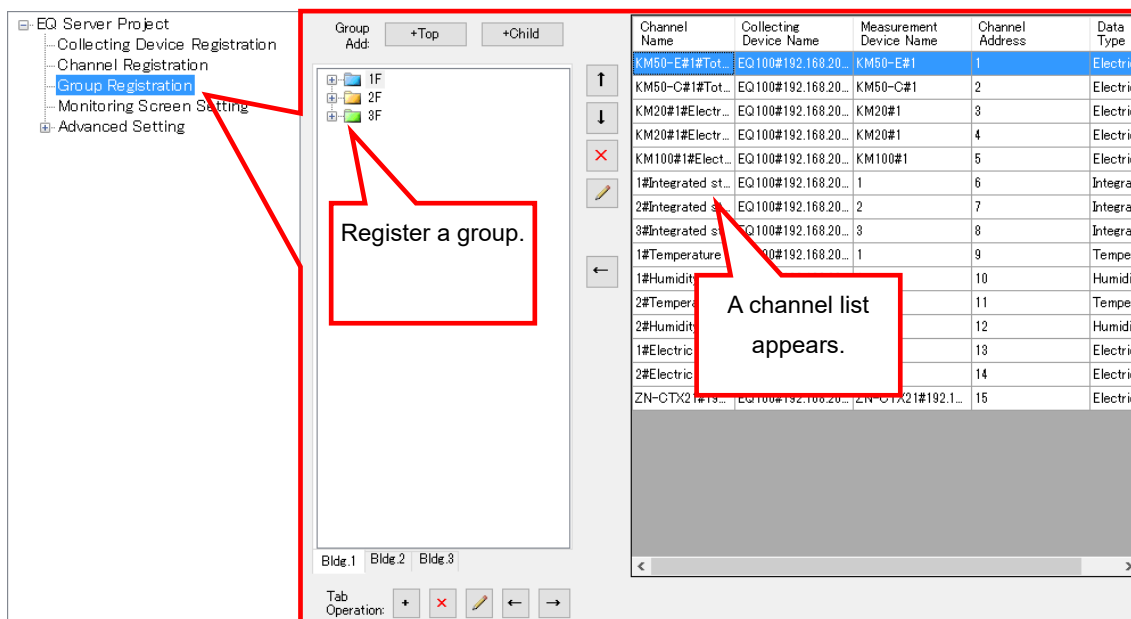 EQ Server Project
Collecting Device Registration
Channel Registration
Group Registration
Monitoring Screen Setting
Advanced Setting
Group
Add:
+Top
+Child
1F
2F
3F
Register a group.
Bldg.1 Bldg.2 Bldg.3
Tab
Operation:
+ × ← →
↑
↓
×
←
Channel Name Collecting Device Name Measurement Device Name Channel Address Data Type
KM50-E#1#Tot... EQ100#192.168.20... KM50-E#1 1 Electri
KM50-C#1#Tot... EQ100#192.168.20... KM50-C#1 2 Electri
KM20#1#Electr... EQ100#192.168.20... KM20#1 3 Electri
KM20#1#Electr... EQ100#192.168.20... KM20#1 4 Electri
KM100#1#Elect... EQ100#192.168.20... KM100#1 5 Electri
1#Integrated st... EQ100#192.168.20... 1 6 Integra
2#Integrated s EQ100#192.168.20... 2 7 Integra
3#Integrated st EQ100#192.168.20... 3 8 Integra
1#Temperature 00#192.168.20... 1 9 Tempe
1#Humidit 10 Humidi
2#Tempera 11 Tempe
2#Humidit 12 Humidi
1#Electric 13 Electri
2#Electric 14 Electri
ZN-CTX21#19... EQ100#192.168.20... ZN-CTX21#192.1... 15 Electri
A channel list
appears.